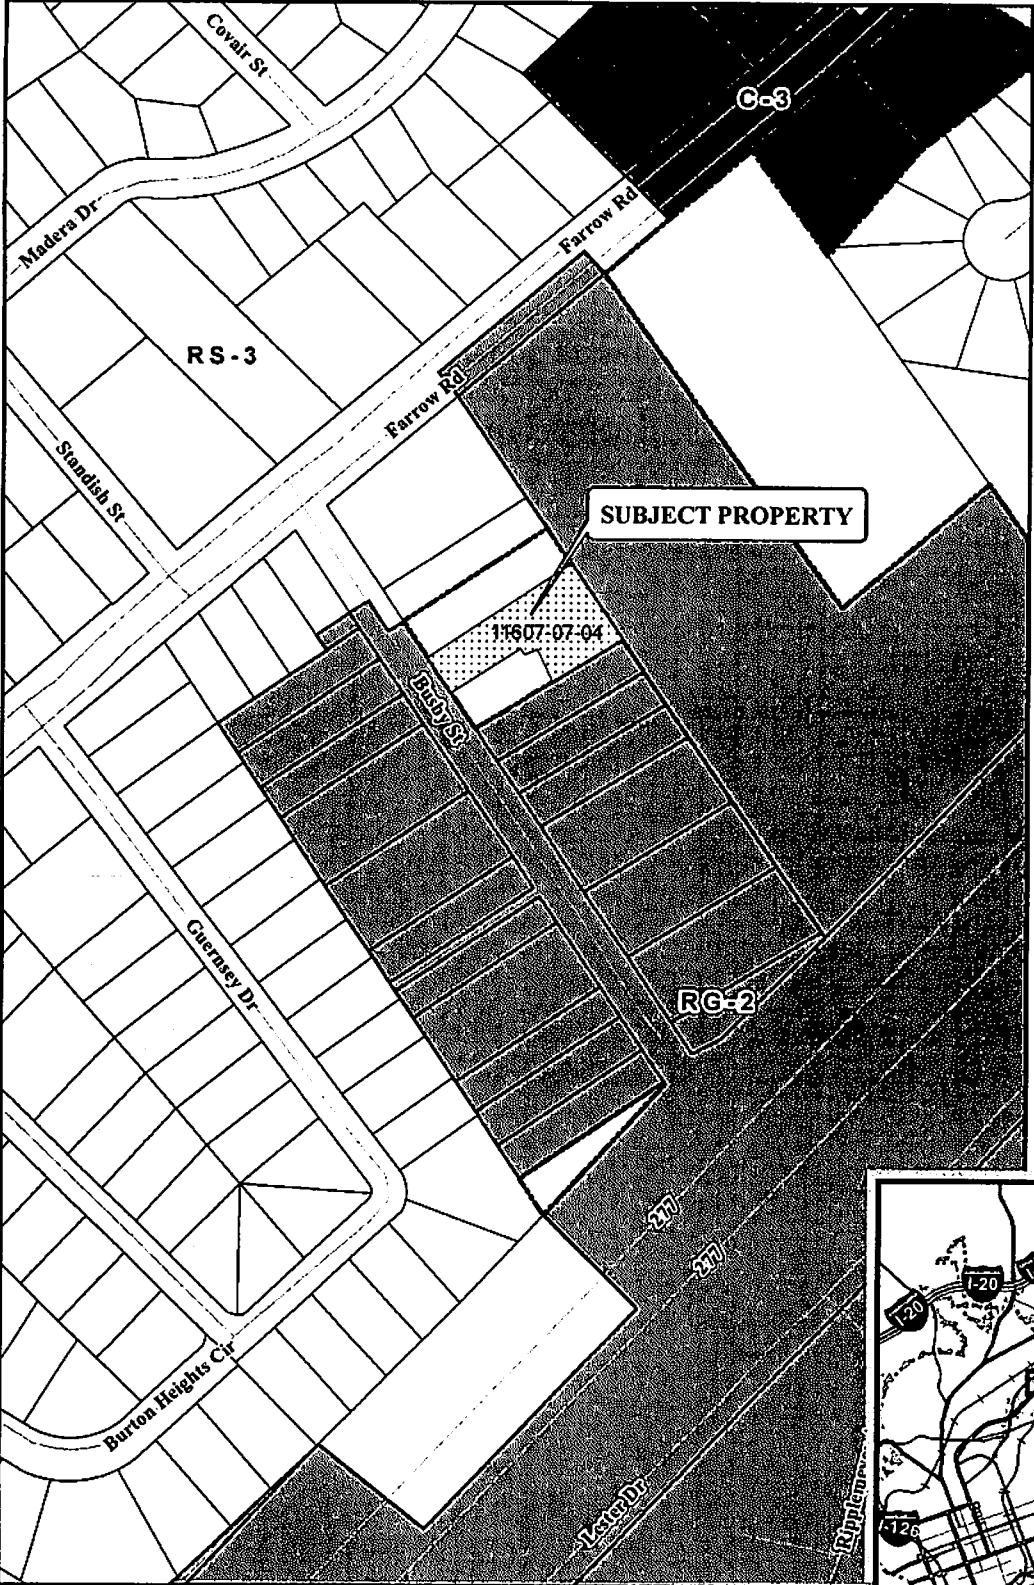 Covair St
C-3
Madera Dr
Farrow Rd
RS-3
Farrow Rd
Standish St
SUBJECT PROPERTY
11607-07-04
Busby St
Guernsey Dr
RG-2
277
277
I-20
I-20
Burton Heights Cir
Lester Dr
I-126